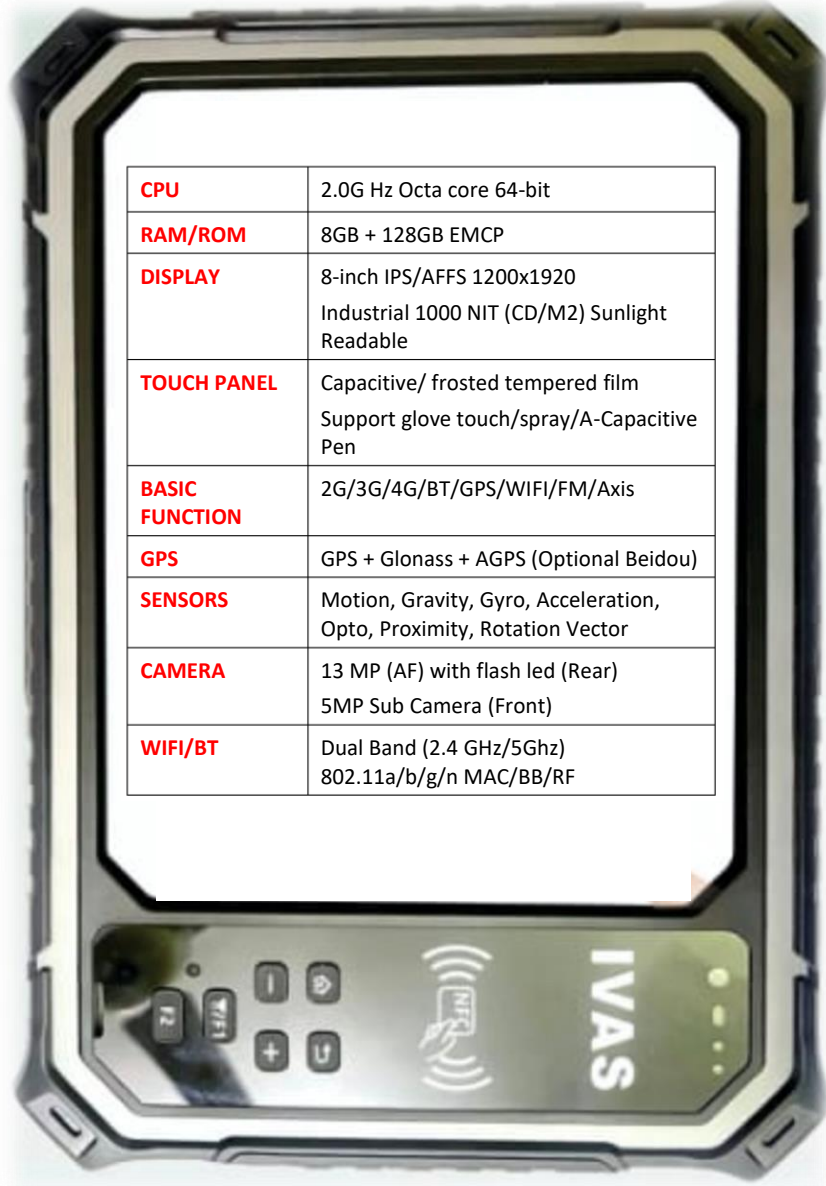 CPU 2.0G Hz Octa core 64-bit
RAM/ROM 8GB + 128GB EMCP
DISPLAY 8-inch IPS/AFFS 1200x1920
Industrial 1000 NIT (CD/M2) Sunlight
Readable
TOUCH PANEL Capacitive/ frosted tempered film
Support glove touch/spray/A-Capacitive
Pen
BASIC 2G/3G/4G/BT/GPS/WIFI/FM/Axis
FUNCTION
GPS GPS + Glonass + AGPS (Optional Beidou)
SENSORS Motion, Gravity, Gyro, Acceleration,
Opto, Proximity, Rotation Vector
CAMERA 13 MP (AF) with flash led (Rear)
5MP Sub Camera (Front)
WIFI/BT Dual Band (2.4 GHz/5Ghz)
802.11a/b/g/n MAC/BB/RF
IVAS
NFC
F2